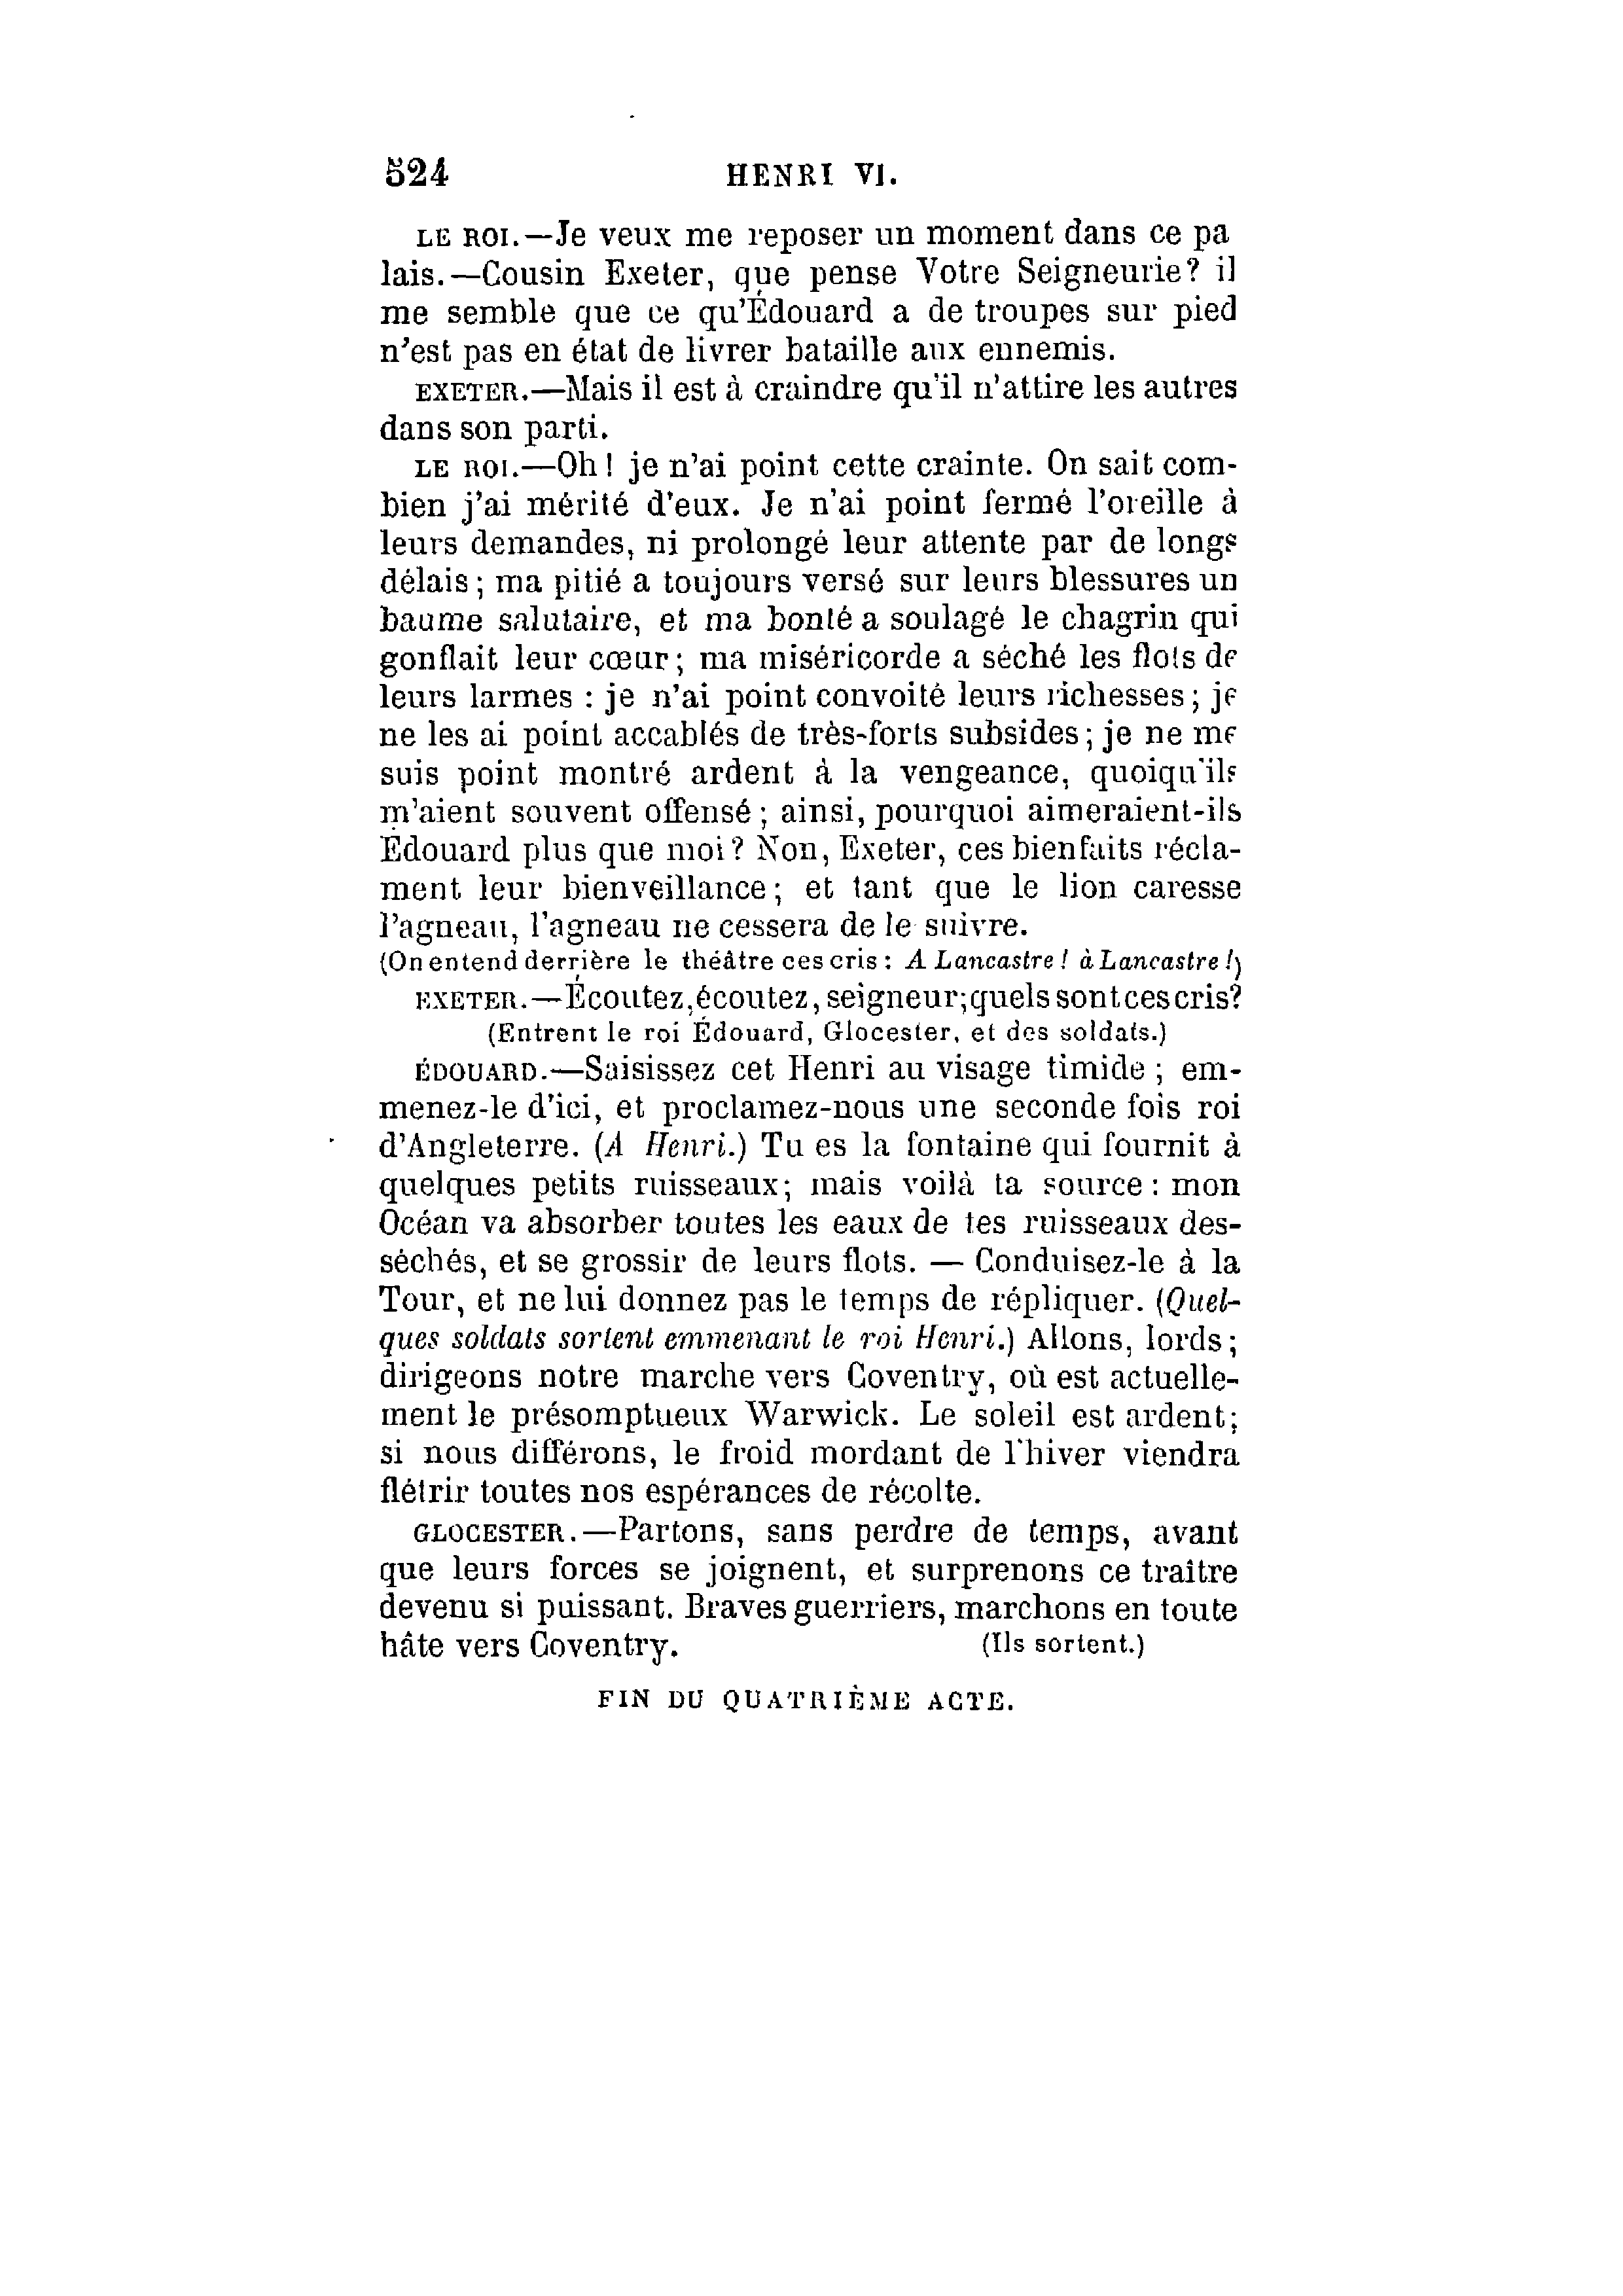 524 HENRI VI.
LE ROI.—Je veux me reposer un moment dans ce pa
lais.—Cousin Exeter, que pense Votre Seigneurie? il
me semble que ce qu'Édouard a de troupes sur pied
n'est pas en état de livrer bataille aux ennemis.
EXETER.—Mais il est à craindre qu'il n'attire les autres
dans son parti.
LE ROI.—Oh! je n'ai point cette crainte. On sait com-
bien j'ai mérité d'eux. Je n'ai point fermé l'oreille à
leurs demandes, ni prolongé leur attente par de longs
délais; ma pitié a toujours versé sur leurs blessures un
baume salutaire, et ma bonté a soulagé le chagrin qui
gonflait leur cœur; ma miséricorde a séché les flots de
leurs larmes : je n'ai point convoité leurs richesses; je
ne les ai point accablés de très-forts subsides; je ne me
suis point montré ardent à la vengeance, quoiqu'ils
m'aient souvent offensé; ainsi, pourquoi aimeraient-ils
Édouard plus que moi? Non, Exeter, ces bienfaits récla-
ment leur bienveillance; et tant que le lion caresse
l'agneau, l'agneau ne cessera de le suivre.
(On entend derrière le théâtre ces cris : A Lancastre! à Lancastre!)
EXETER.—Écoutez, écoutez, seigneur; quels sont ces cris?
(Entrent le roi Édouard, Glocester, et des soldats.)
ÉDOUARD.—Saisissez cet Henri au visage timide; em-
menez-le d'ici, et proclamez-nous une seconde fois roi
d'Angleterre. (A Henri.) Tu es la fontaine qui fournit à
quelques petits ruisseaux; mais voilà ta source : mon
Océan va absorber toutes les eaux de tes ruisseaux des-
séchés, et se grossir de leurs flots. — Conduisez-le à la
Tour, et ne lui donnez pas le temps de répliquer. (Quel-
ques soldats sortent emmenant le roi Henri.) Allons, lords;
dirigeons notre marche vers Coventry, où est actuelle-
ment le présomptueux Warwick. Le soleil est ardent;
si nous différons, le froid mordant de l'hiver viendra
flétrir toutes nos espérances de récolte.
GLOCESTER.—Partons, sans perdre de temps, avant
que leurs forces se joignent, et surprenons ce traître
devenu si puissant. Braves guerriers, marchons en toute
hâte vers Coventry. (Ils sortent.)
FIN DU QUATRIÈME ACTE.